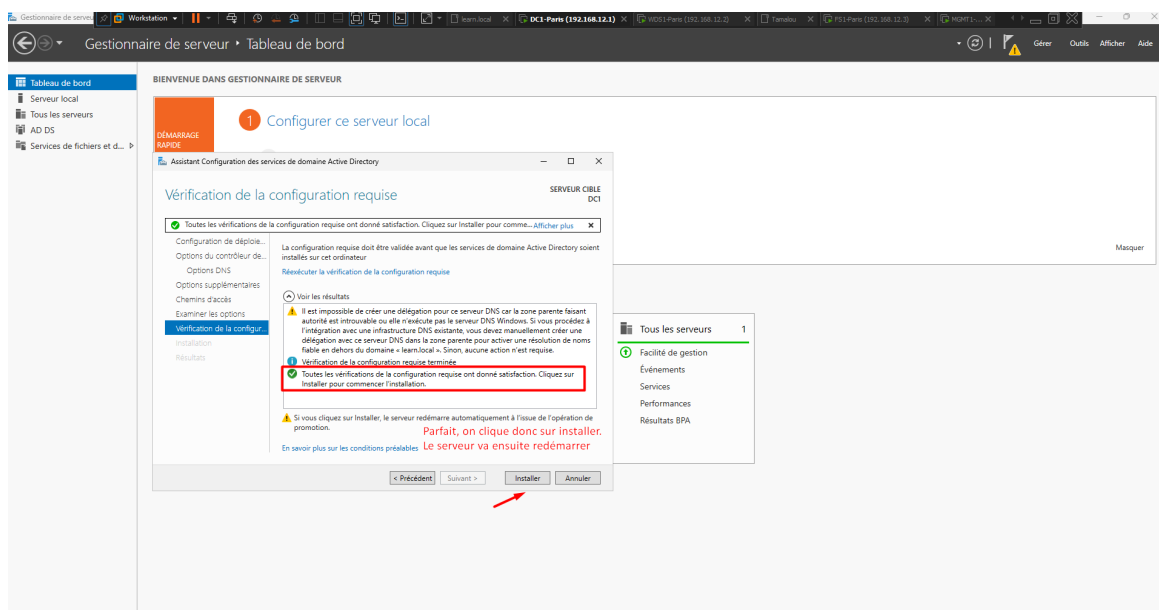 Gestionnaire de serveu
Workstation
learn.local
DC1-Paris (192.168.12.1)
WDS1-Paris (192.168.12.2)
Tamalou
FS1-Paris (192.168.12.3)
MGMT1-...
Gestionnaire de serveur
Tableau de bord
Gérer
Outils
Afficher
Aide
Tableau de bord
Serveur local
Tous les serveurs
AD DS
Services de fichiers et d...
BIENVENUE DANS GESTIONNAIRE DE SERVEUR
DÉMARRAGE
RAPIDE
1 Configurer ce serveur local
Masquer
Assistant Configuration des services de domaine Active Directory
Vérification de la configuration requise
SERVEUR CIBLE
DC1
Toutes les vérifications de la configuration requise ont donné satisfaction. Cliquez sur Installer pour comme...
Afficher plus
Configuration de déploie...
Options du contrôleur de...
Options DNS
Options supplémentaires
Chemins d'accès
Examiner les options
Vérification de la configur...
Installation
Résultats
La configuration requise doit être validée avant que les services de domaine Active Directory soient
installés sur cet ordinateur
Réexécuter la vérification de la configuration requise
Voir les résultats
Il est impossible de créer une délégation pour ce serveur DNS car la zone parente faisant
autorité est introuvable ou elle n'exécute pas le serveur DNS Windows. Si vous procédez à
l'intégration avec une infrastructure DNS existante, vous devez manuellement créer une
délégation avec ce serveur DNS dans la zone parente pour activer une résolution de noms
fiable en dehors du domaine « learn.local ». Sinon, aucune action n'est requise.
Vérification de la configuration requise terminée
Toutes les vérifications de la configuration requise ont donné satisfaction. Cliquez sur
Installer pour commencer l'installation.
Si vous cliquez sur Installer, le serveur redémarre automatiquement à l'issue de l'opération de
promotion.
Parfait, on clique donc sur installer.
Le serveur va ensuite redémarrer
En savoir plus sur les conditions préalables
< Précédent
Suivant >
Installer
Annuler
Tous les serveurs 1
Facilité de gestion
Événements
Services
Performances
Résultats BPA